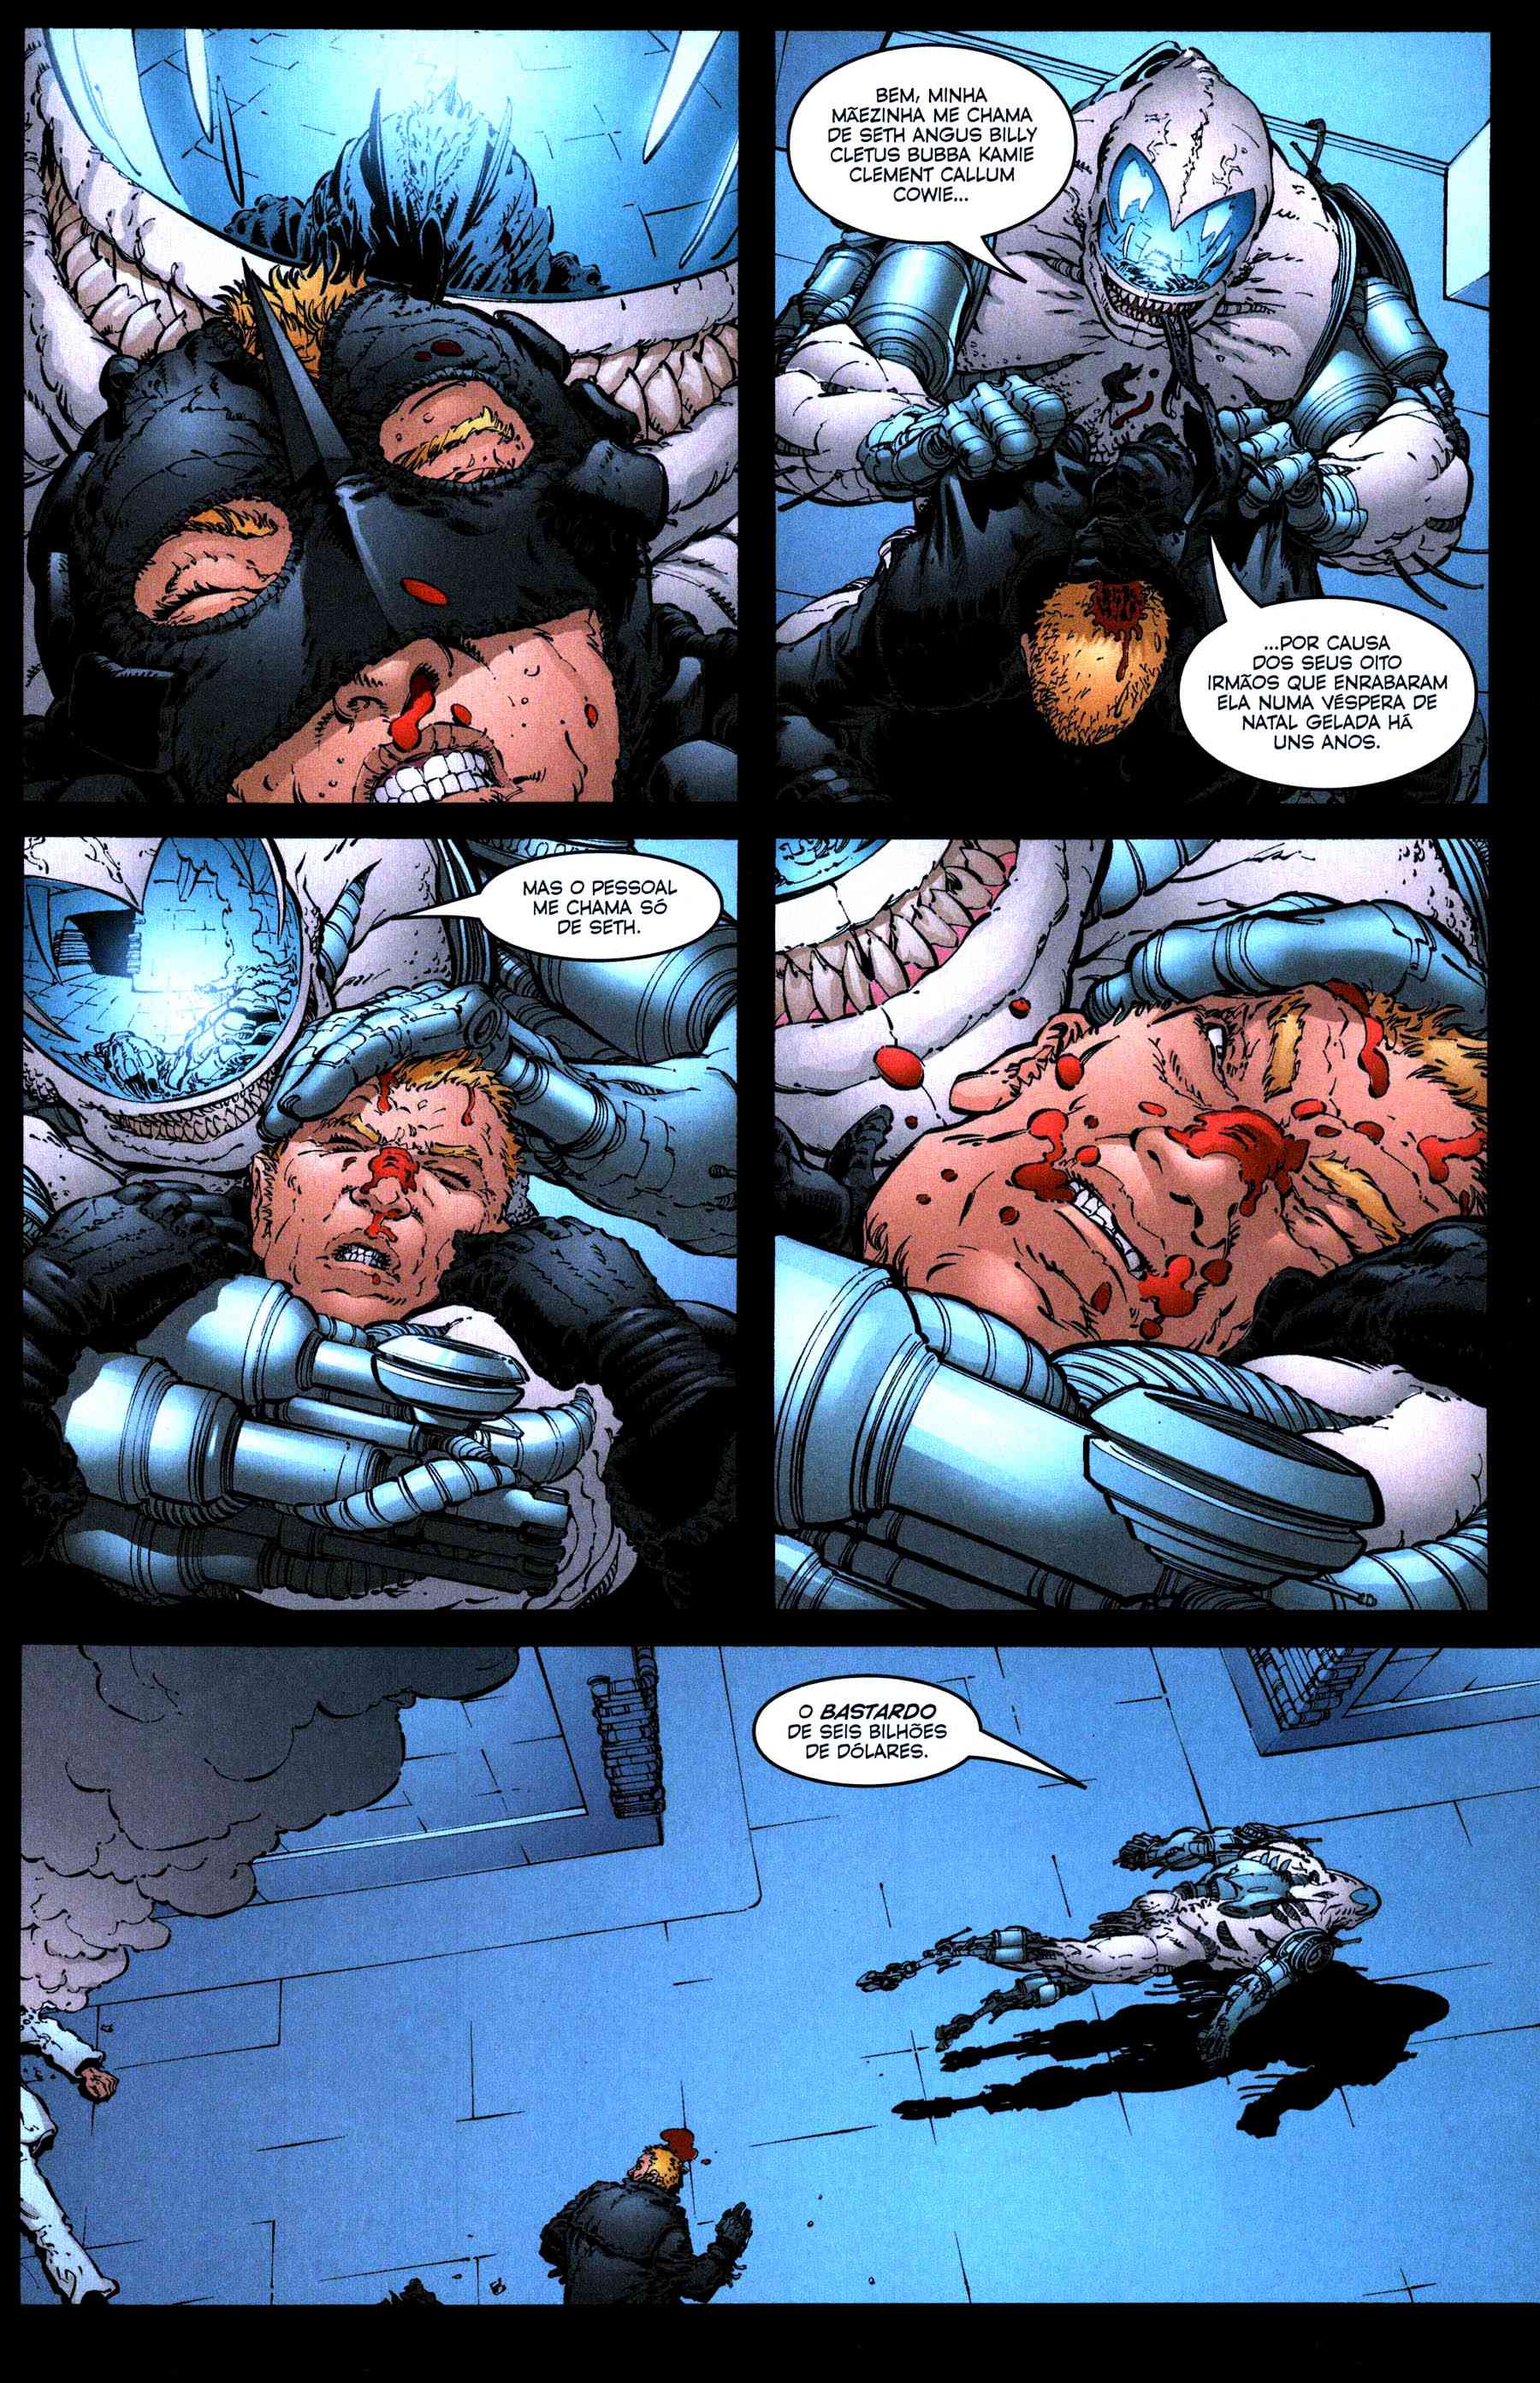 BEM, MINHA
MÃEZINHA ME CHAMA
DE SETH ANGUS BILLY
CLETUS BUBBA KAMIE
CLEMENT CALLUM
COWIE...
...POR CAUSA
DOS SEUS OITO
IRMÃOS QUE ENRABARAM
ELA NUMA VÉSPERA DE
NATAL GELADA HÁ
UNS ANOS.
MAS O PESSOAL
ME CHAMA SÓ
DE SETH.
O BASTARDO
DE SEIS BILHÕES
DE DÓLARES.